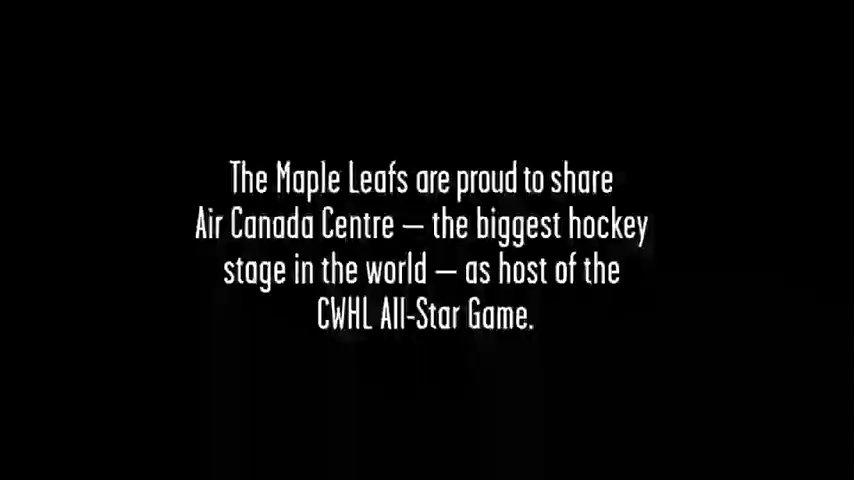 The Maple Leafs are proud to share
Air Canada Centre – the biggest hockey
stage in the world – as host of the
CWHL All-Star Game.